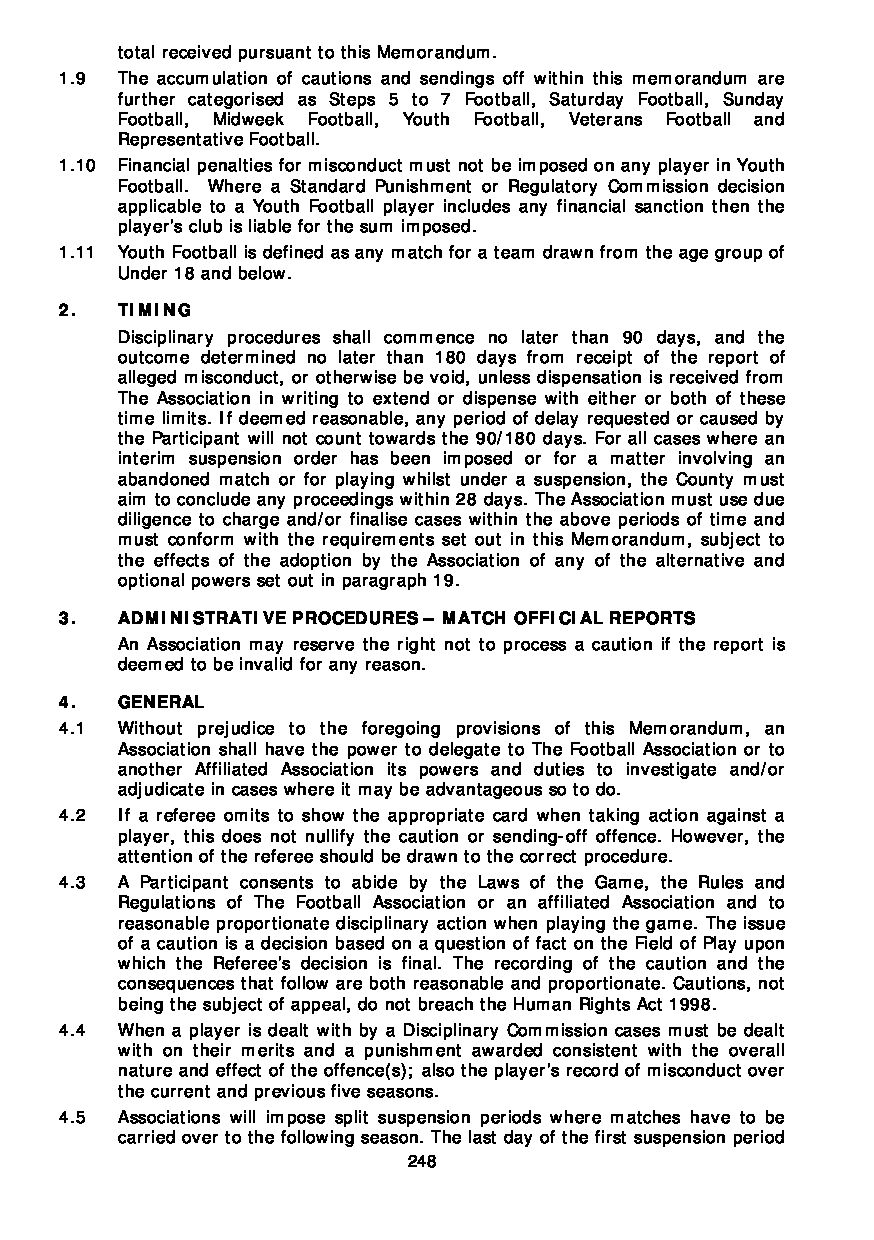 total received pursuant to this Memorandum.
1.9 The accumulation of cautions and sendings off within this memorandum are
further categorised as Steps 5 to 7 Football, Saturday Football, Sunday
Football, Midweek Football, Youth Football, Veterans Football and
Representative Football.
1.10 Financial penalties for misconduct must not be imposed on any player in Youth
Football. Where a Standard Punishment or Regulatory Commission decision
applicable to a Youth Football player includes any financial sanction then the
player's club is liable for the sum imposed.
1.11 Youth Football is defined as any match for a team drawn from the age group of
Under 18 and below.
2. TIMING
Disciplinary procedures shall commence no later than 90 days, and the
outcome determined no later than 180 days from receipt of the report of
alleged misconduct, or otherwise be void, unless dispensation is received from
The Association in writing to extend or dispense with either or both of these
time limits. If deemed reasonable, any period of delay requested or caused by
the Participant will not count towards the 90/180 days. For all cases where an
interim suspension order has been imposed or for a matter involving an
abandoned match or for playing whilst under a suspension, the County must
aim to conclude any proceedings within 28 days. The Association must use due
diligence to charge and/or finalise cases within the above periods of time and
must conform with the requirements set out in this Memorandum, subject to
the effects of the adoption by the Association of any of the alternative and
optional powers set out in paragraph 19.
3. ADMINISTRATIVE PROCEDURES – MATCH OFFICIAL REPORTS
An Association may reserve the right not to process a caution if the report is
deemed to be invalid for any reason.
4. GENERAL
4.1 Without prejudice to the foregoing provisions of this Memorandum, an
Association shall have the power to delegate to The Football Association or to
another Affiliated Association its powers and duties to investigate and/or
adjudicate in cases where it may be advantageous so to do.
4.2 If a referee omits to show the appropriate card when taking action against a
player, this does not nullify the caution or sending-off offence. However, the
attention of the referee should be drawn to the correct procedure.
4.3 A Participant consents to abide by the Laws of the Game, the Rules and
Regulations of The Football Association or an affiliated Association and to
reasonable proportionate disciplinary action when playing the game. The issue
of a caution is a decision based on a question of fact on the Field of Play upon
which the Referee's decision is final. The recording of the caution and the
consequences that follow are both reasonable and proportionate. Cautions, not
being the subject of appeal, do not breach the Human Rights Act 1998.
4.4 When a player is dealt with by a Disciplinary Commission cases must be dealt
with on their merits and a punishment awarded consistent with the overall
nature and effect of the offence(s); also the player's record of misconduct over
the current and previous five seasons.
4.5 Associations will impose split suspension periods where matches have to be
carried over to the following season. The last day of the first suspension period
248